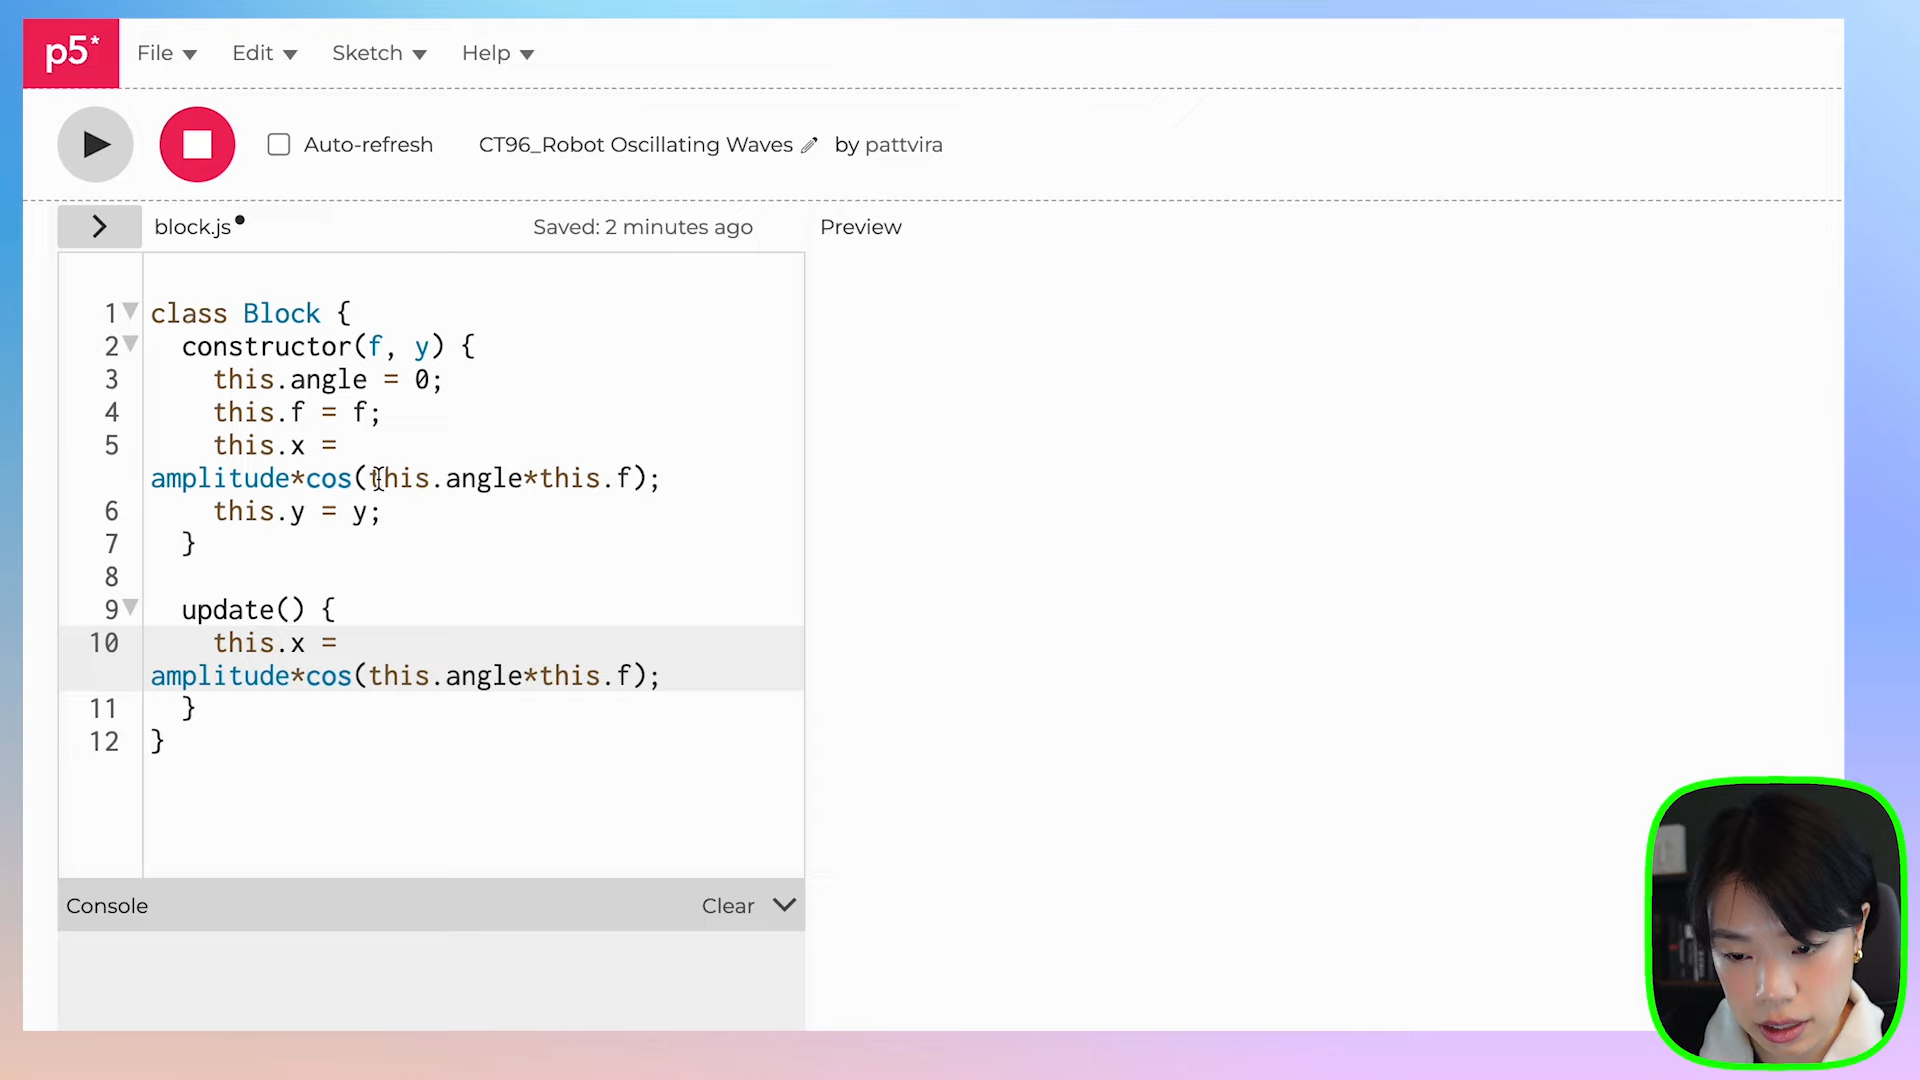 p5*
File Edit Sketch Help
Auto-refresh CT96_Robot Oscillating Waves by pattvira
block.js Saved: 2 minutes ago Preview
1 class Block {
2 constructor(f, y) {
3 this.angle = 0;
4 this.f = f;
5 this.x =
amplitude*cos(this.angle*this.f);
6 this.y = y;
7 }
8
9 update() {
10 this.x =
amplitude*cos(this.angle*this.f);
11 }
12 }
Console Clear